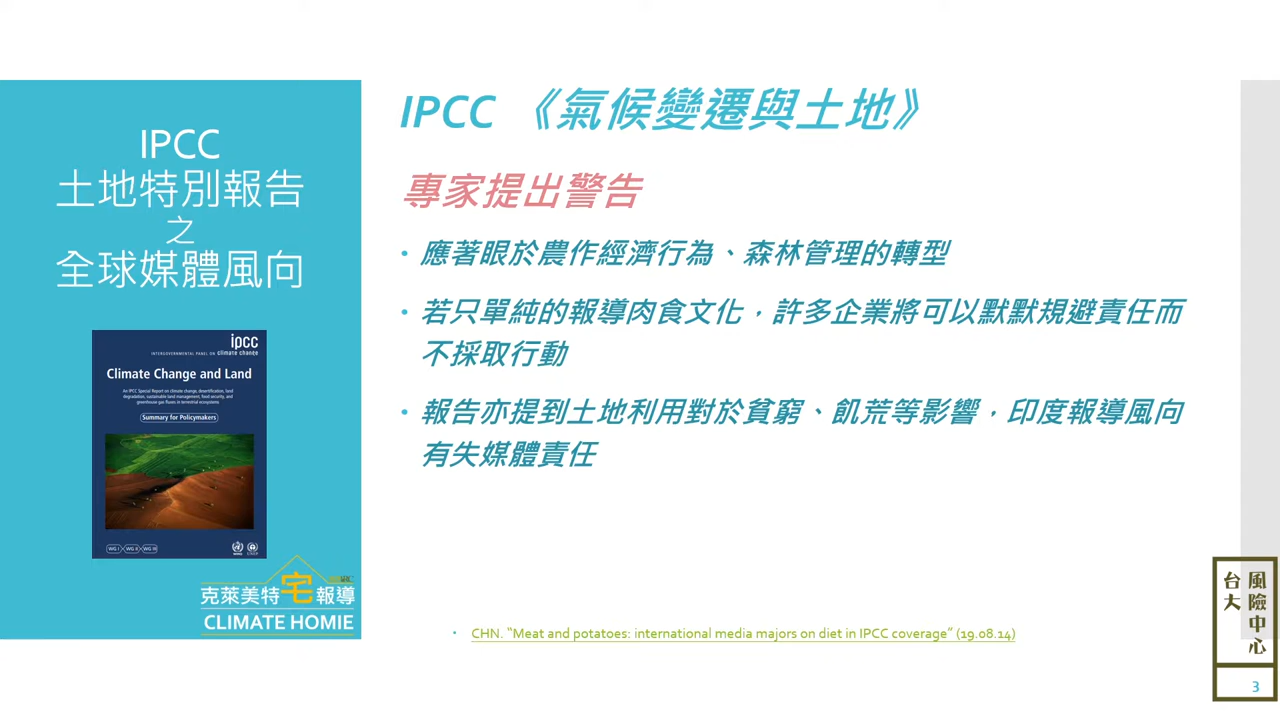 IPCC
土地特別報告
之
全球媒體風向
ipcc
INTERGOVERNMENTAL PANEL ON climate change
Climate Change and Land
An IPCC Special Report on climate change, desertification, land
degradation, sustainable land management, food security, and
greenhouse gas fluxes in terrestrial ecosystems
Summary for Policymakers
WG I WG II WG III
克萊美特宅報導
CLIMATE HOMIE
IPCC 《氣候變遷與土地》
專家提出警告
• 應著眼於農作經濟行為、森林管理的轉型
• 若只單純的報導肉食文化，許多企業將可以默默規避責任而
不採取行動
• 報告亦提到土地利用對於貧窮、飢荒等影響，印度報導風向
有失媒體責任
• CHN. “Meat and potatoes: international media majors on diet in IPCC coverage” (19.08.14)
風險中心
台大
3